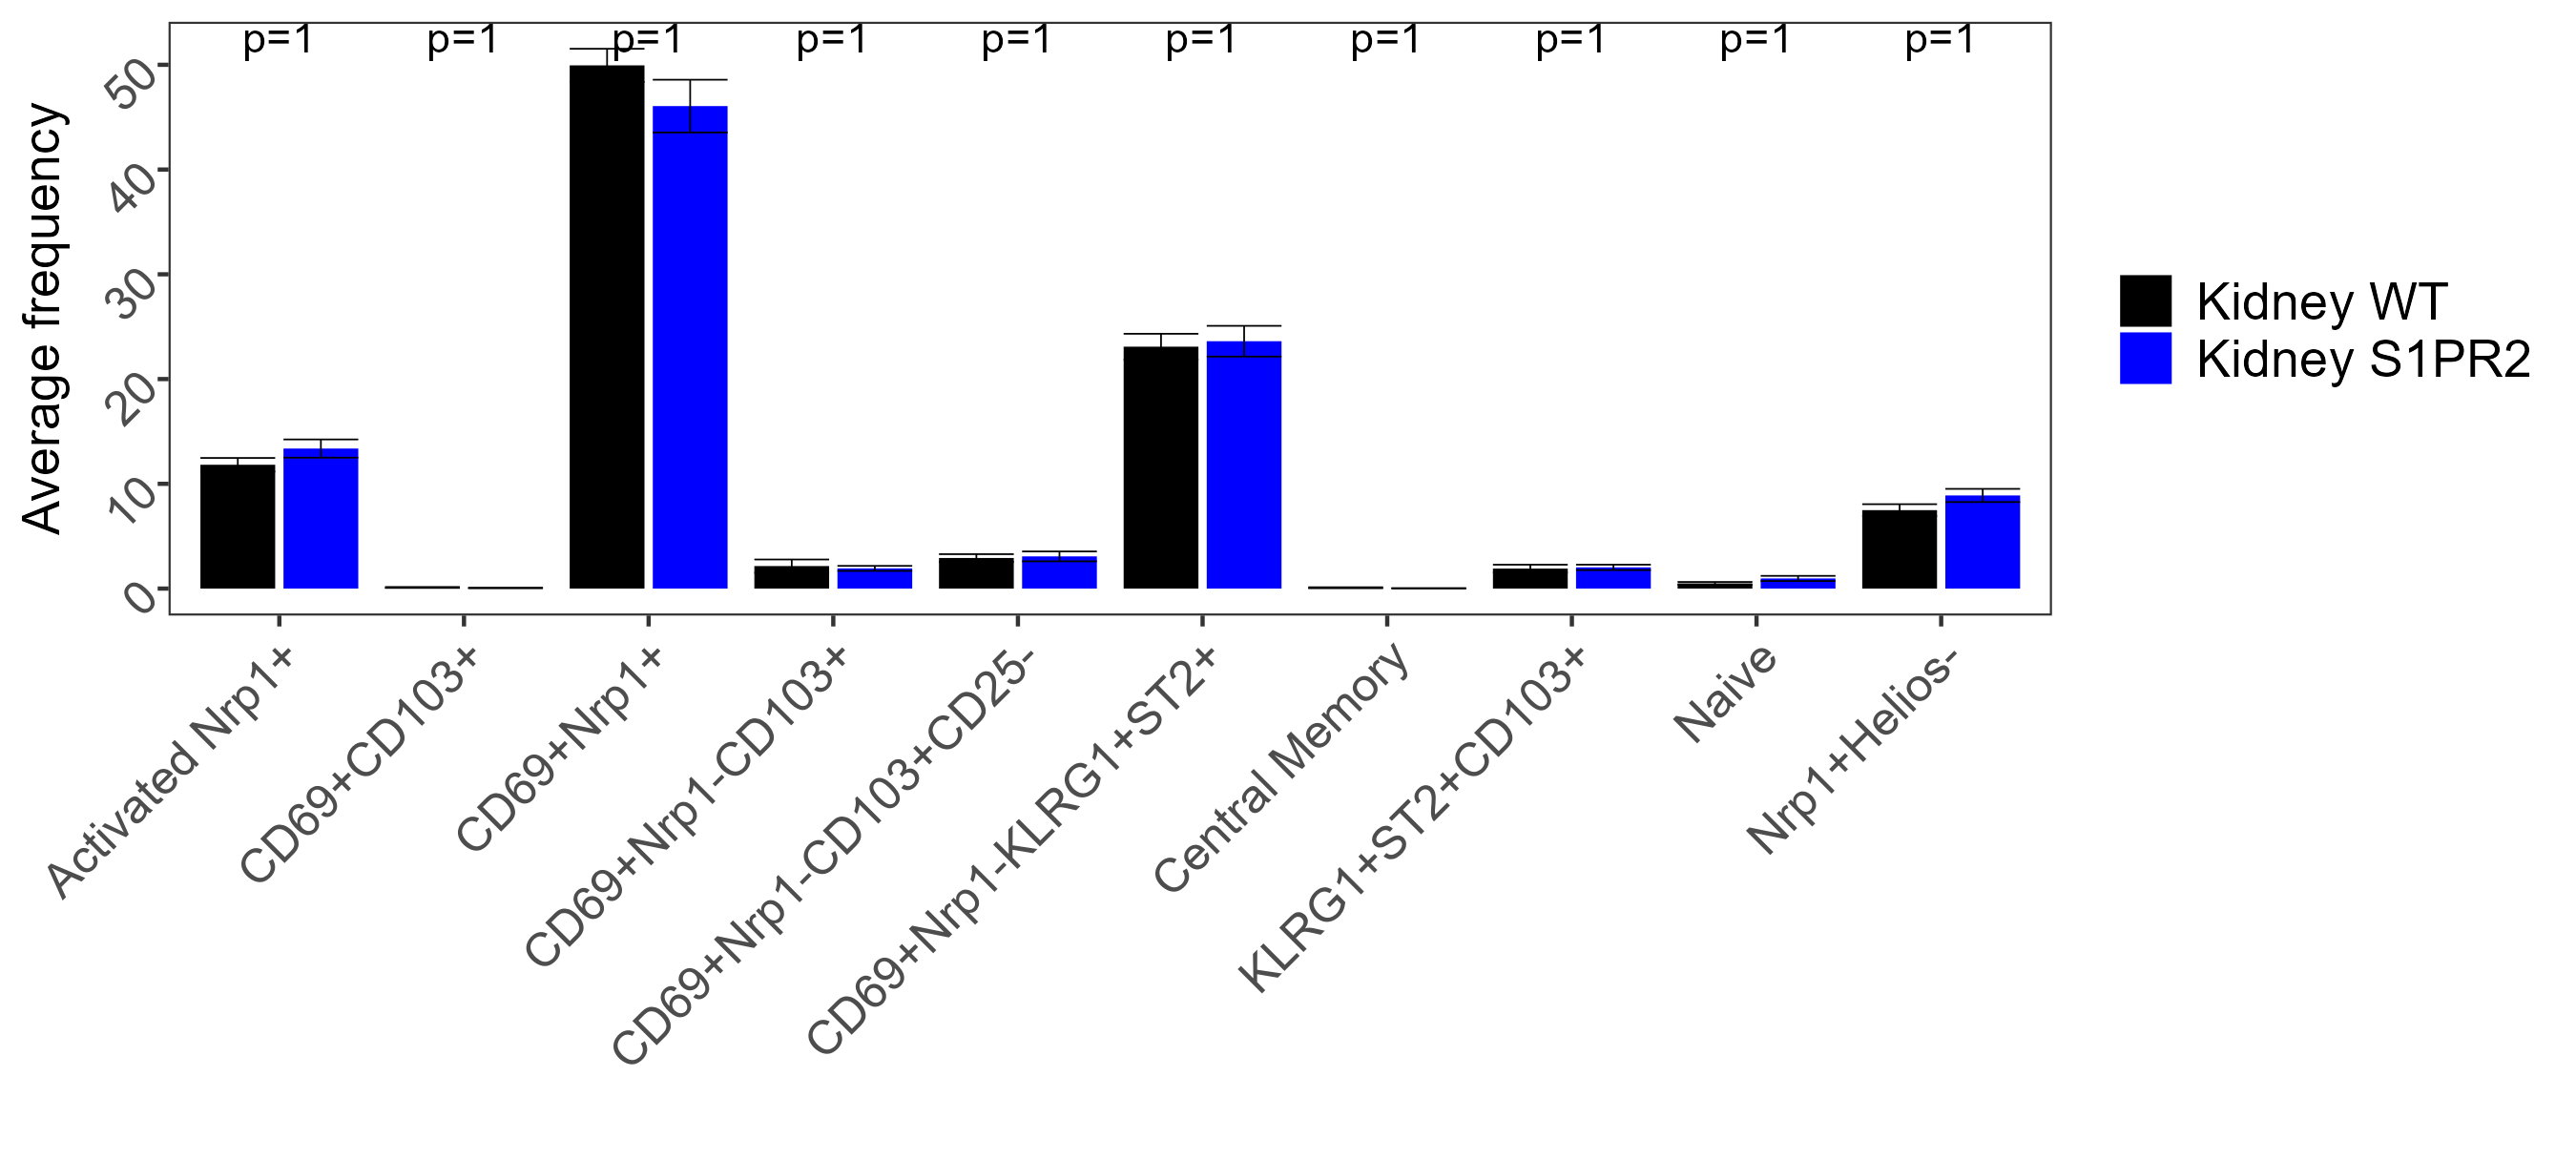 p=1 p=1 p=1 p=1 p=1 p=1 p=1 p=1 p=1 p=1
Average frequency
50
40
30
20
10
0
Kidney WT
Kidney S1PR2
Activated Nrp1+
CD69+CD103+
CD69+Nrp1+
CD69+Nrp1-CD103+
CD69+Nrp1-CD103+CD25-
CD69+Nrp1-KLRG1+ST2+
Central Memory
KLRG1+ST2+CD103+
Naive
Nrp1+Helios-